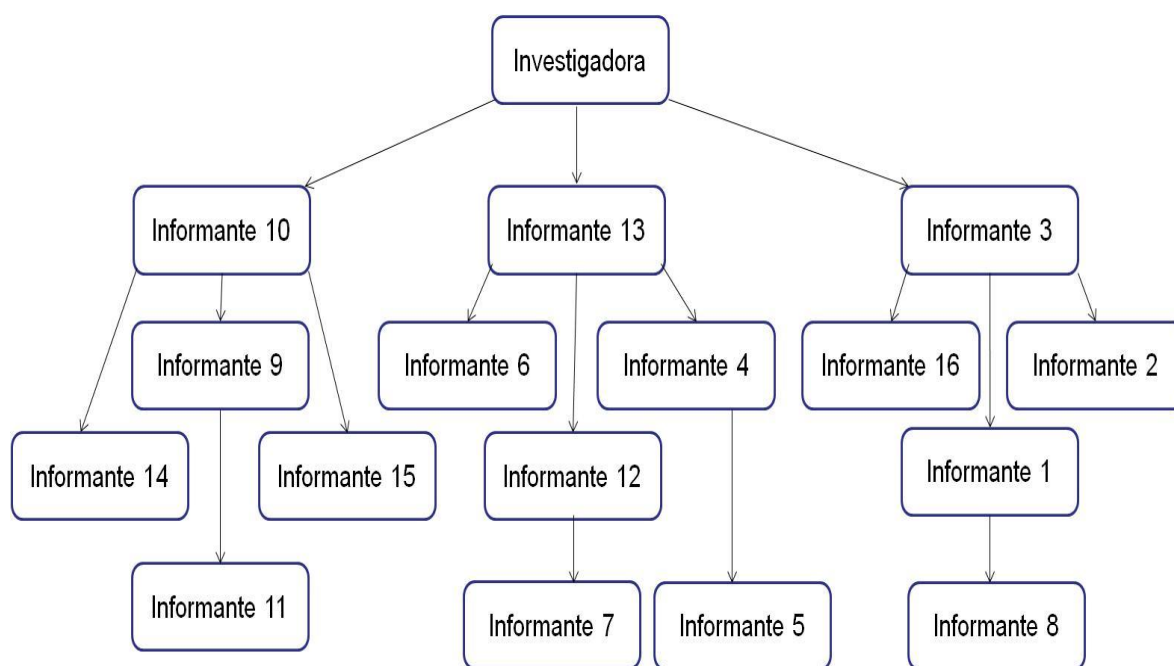 Investigadora
Informante 10
Informante 13
Informante 3
Informante 9
Informante 6
Informante 4
Informante 16
Informante 2
Informante 14
Informante 15
Informante 12
Informante 1
Informante 11
Informante 7
Informante 5
Informante 8